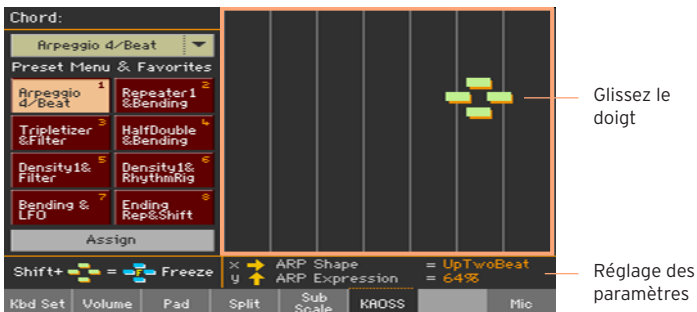 Chord:
Arpeggio 4/Beat
Preset Menu & Favorites
Arpeggio 4/Beat 1
Repeater1 &Bending 2
Tripletizer &Filter 3
HalfDouble &Bending 4
Density1& Filter 5
Density1& RhythmRig 6
Bending & LFO 7
Ending Rep&Shift 8
Assign
Shift+ = F Freeze
x ARP Shape = UpTwoBeat
y ARP Expression = 64%
Kbd Set Volume Pad Split Sub Scale KAOSS Mic
Glissez le
doigt
Réglage des
paramètres